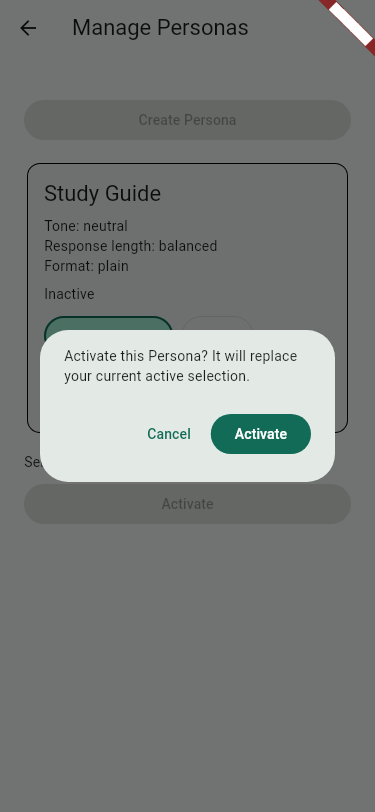 Manage Personas
Create Persona
Study Guide
Tone: neutral
Response length: balanced
Format: plain
Inactive
Activate this Persona? It will replace
your current active selection.
Cancel
Activate
Activate